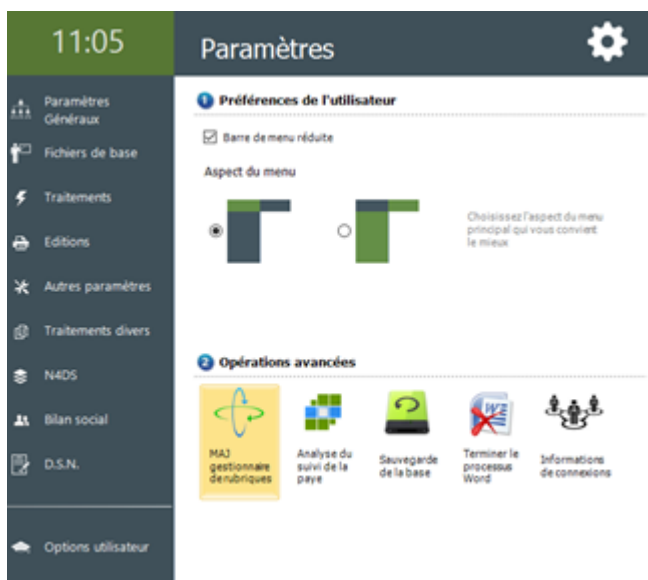 11:05
Paramètres
Paramètres
Généraux
Fichiers de base
Traitements
Editions
Autres paramètres
Traitements divers
N4DS
Bilan social
D.S.N.
Options utilisateur
1 Préférences de l'utilisateur
Barre de menu réduite
Aspect du menu
Choisissez l'aspect du menu
principal qui vous convient
le mieux
2 Opérations avancées
MAJ
gestionnaire
de rubriques
Analyse du
suivi de la
paye
Sauvegarde
de la base
Terminer le
processus
Word
Informations
de connexions